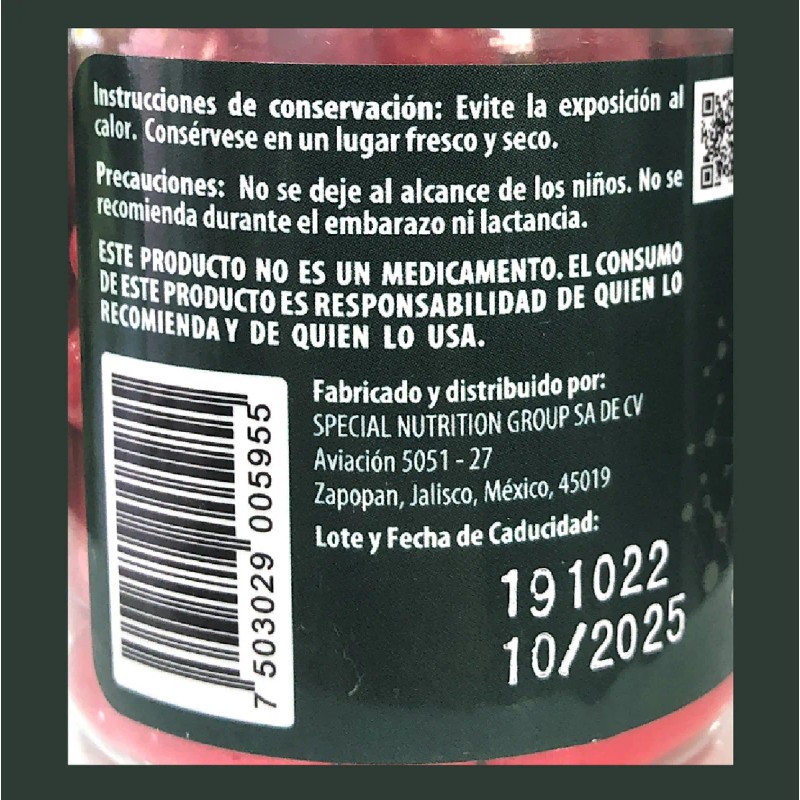 Instrucciones de conservación: Evite la exposición al
calor. Consérvese en un lugar fresco y seco.
Precauciones: No se deje al alcance de los niños. No se
recomienda durante el embarazo ni lactancia.
ESTE PRODUCTO NO ES UN MEDICAMENTO. EL CONSUMO
DE ESTE PRODUCTO ES RESPONSABILIDAD DE QUIEN LO
RECOMIENDA Y DE QUIEN LO USA.
7 503029 005955
Fabricado y distribuido por:
SPECIAL NUTRITION GROUP SA DE CV
Aviación 5051 - 27
Zapopan, Jalisco, México, 45019
Lote y Fecha de Caducidad:
191022
10/2025